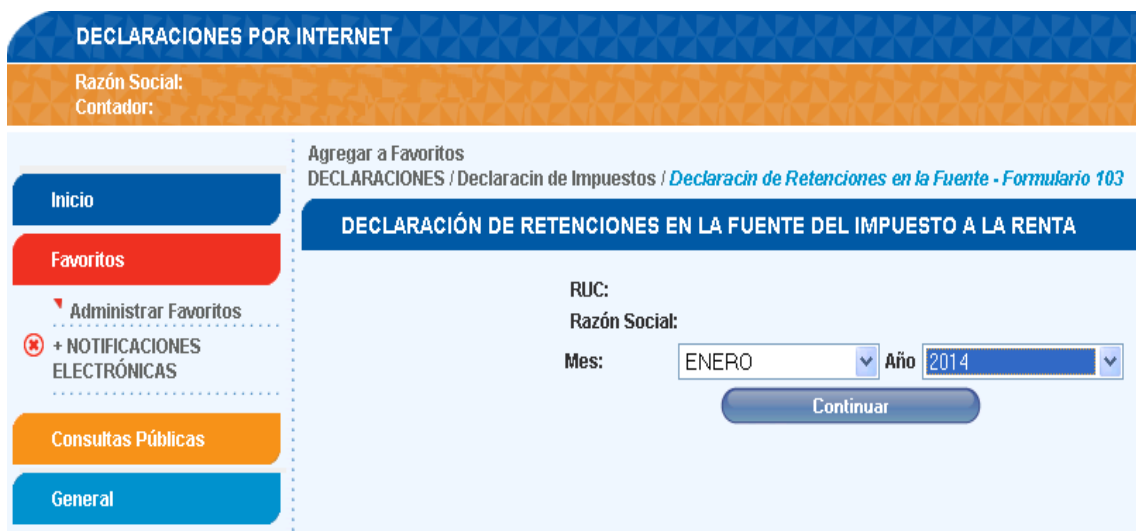 DECLARACIONES POR INTERNET
Razón Social:
Contador:
Agregar a Favoritos
DECLARACIONES / Declaracin de Impuestos / Declaracin de Retenciones en la Fuente - Formulario 103
Inicio
Favoritos
Administrar Favoritos
+ NOTIFICACIONES
ELECTRÓNICAS
Consultas Públicas
General
DECLARACIÓN DE RETENCIONES EN LA FUENTE DEL IMPUESTO A LA RENTA
RUC:
Razón Social:
Mes: ENERO Año 2014
Continuar